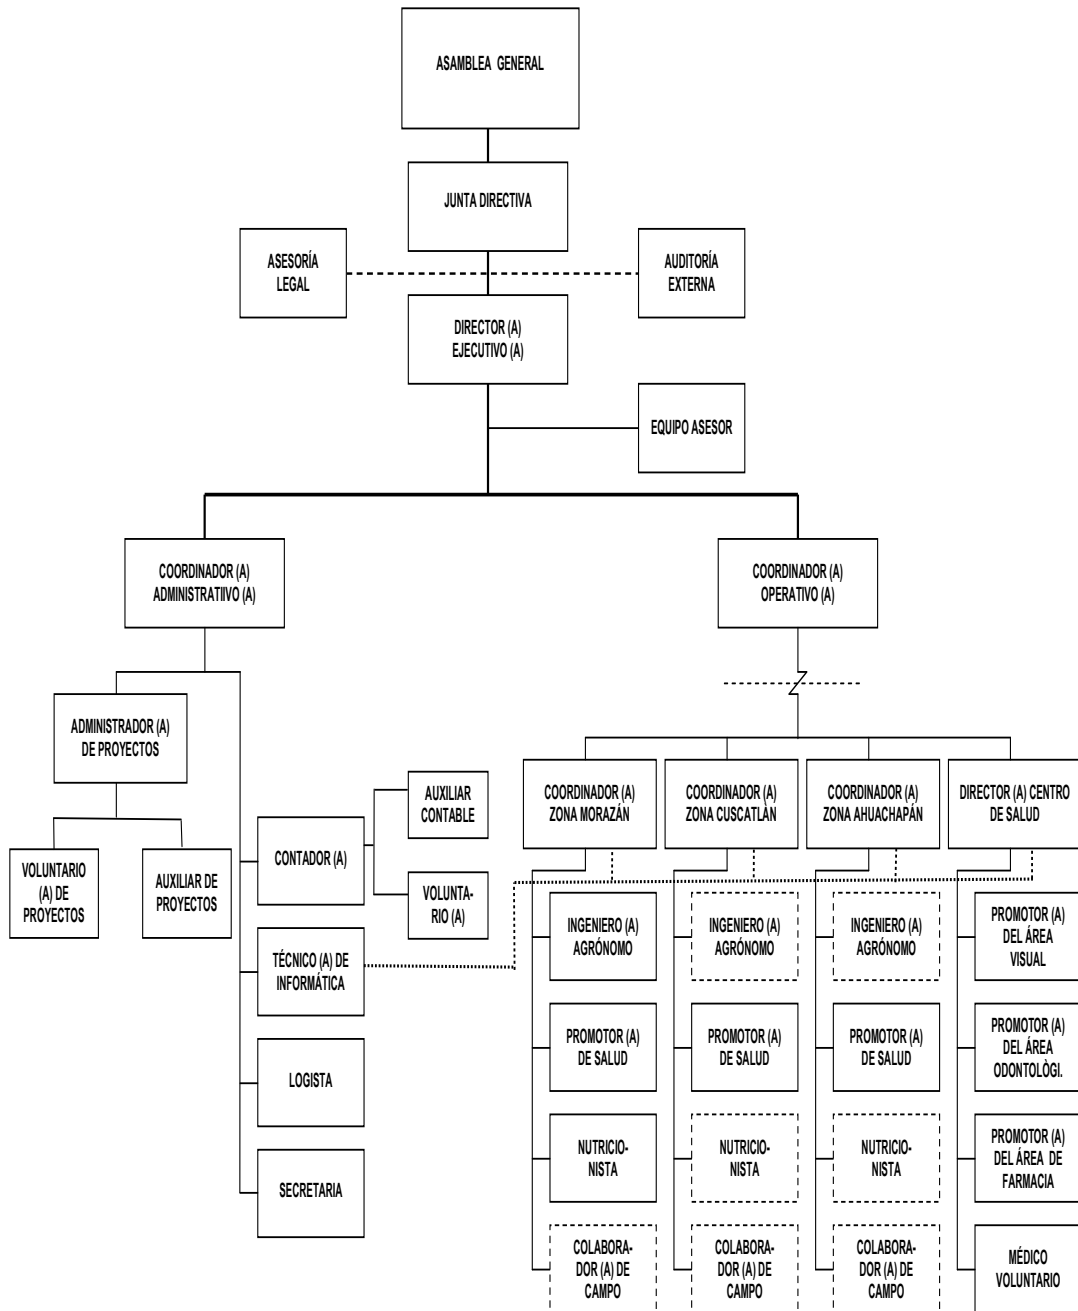 ASAMBLEA GENERAL
JUNTA DIRECTIVA
ASESORÍA
LEGAL
AUDITORÍA
EXTERNA
DIRECTOR (A)
EJECUTIVO (A)
EQUIPO ASESOR
COORDINADOR (A)
ADMINISTRATIIVO (A)
COORDINADOR (A)
OPERATIVO (A)
ADMINISTRADOR (A)
DE PROYECTOS
VOLUNTARIO
(A) DE
PROYECTOS
AUXILIAR DE
PROYECTOS
CONTADOR (A)
AUXILIAR
CONTABLE
VOLUNTA-
RIO (A)
TÉCNICO (A) DE
INFORMÁTICA
LOGISTA
SECRETARIA
COORDINADOR (A)
ZONA MORAZÁN
INGENIERO (A)
AGRÓNOMO
PROMOTOR (A)
DE SALUD
NUTRICIO-
NISTA
COLABORA-
DOR (A) DE
CAMPO
COORDINADOR (A)
ZONA CUSCATLÁN
INGENIERO (A)
AGRÓNOMO
PROMOTOR (A)
DE SALUD
NUTRICIO-
NISTA
COLABORA-
DOR (A) DE
CAMPO
COORDINADOR (A)
ZONA AHUACHAPÁN
INGENIERO (A)
AGRÓNOMO
PROMOTOR (A)
DE SALUD
NUTRICIO-
NISTA
COLABORA-
DOR (A) DE
CAMPO
DIRECTOR (A) CENTRO
DE SALUD
PROMOTOR (A)
DEL ÁREA
VISUAL
PROMOTOR (A)
DEL ÁREA
ODONTOLÒGI.
PROMOTOR (A)
DEL ÁREA DE
FARMACIA
MÉDICO
VOLUNTARIO